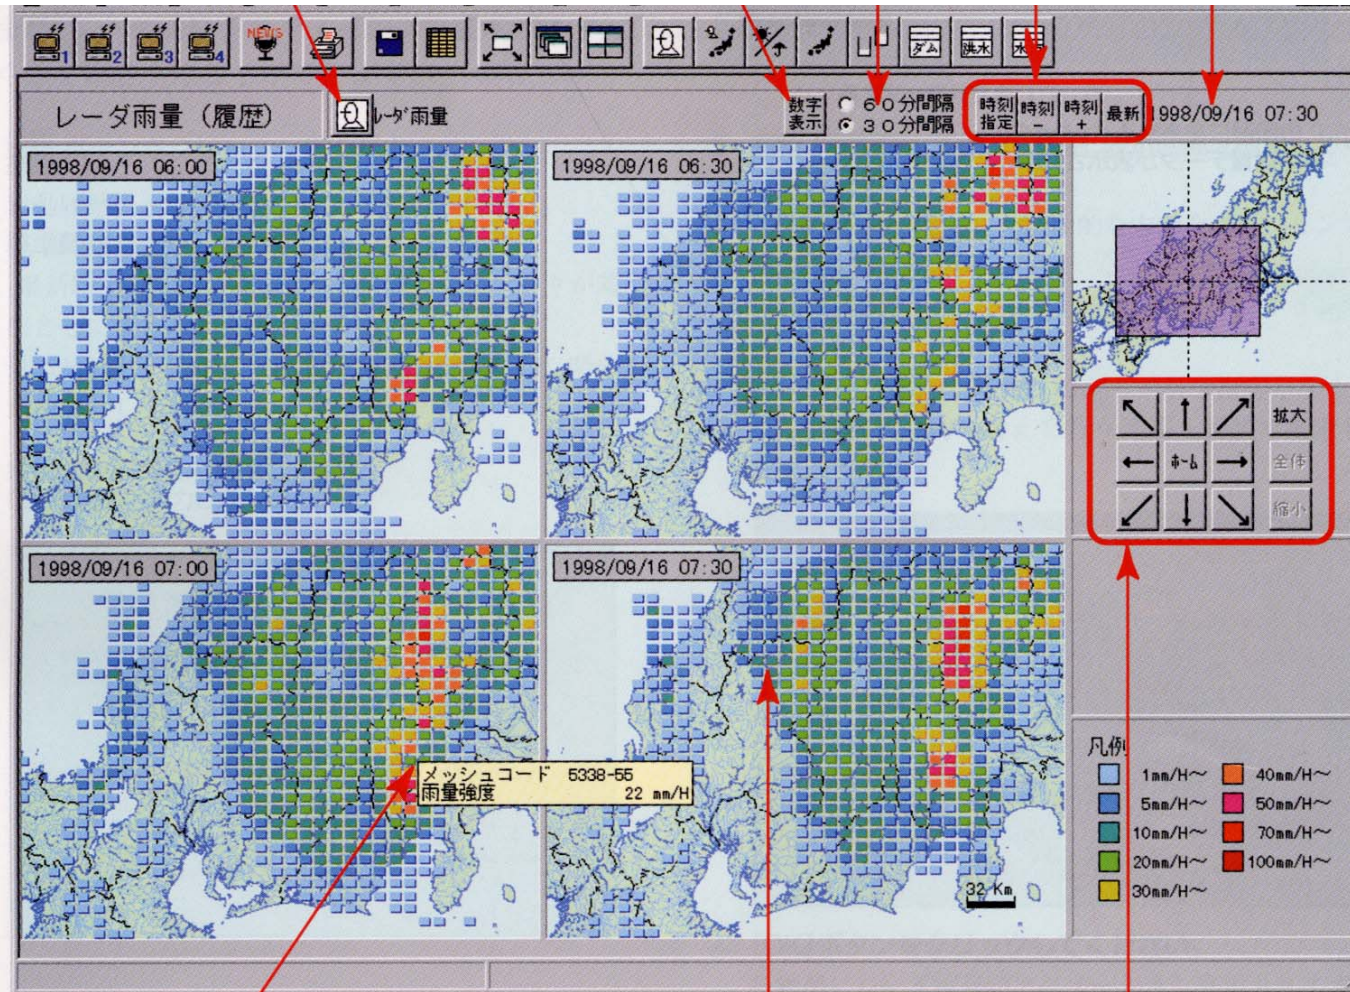 1
2
3
4
NEWS
ダム
洪水
レーダ雨量 (履歴)
レーダ雨量
数字
表示
60分間隔
30分間隔
時刻
指定
時刻
-
時刻
+
最新
1998/09/16 07:30
1998/09/16 06:00
1998/09/16 06:30
拡大
ホーム
全体
縮小
1998/09/16 07:00
1998/09/16 07:30
メッシュコード 5338-55
雨量強度 22 mm/H
32 Km
凡例
1mm/H~ 40mm/H~
5mm/H~ 50mm/H~
10mm/H~ 70mm/H~
20mm/H~ 100mm/H~
30mm/H~